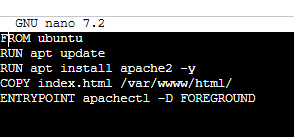 GNU nano 7.2
FROM ubuntu
RUN apt update
RUN apt install apache2 -y
COPY index.html /var/wwww/html/
ENTRYPOINT apachectl -D FOREGROUND